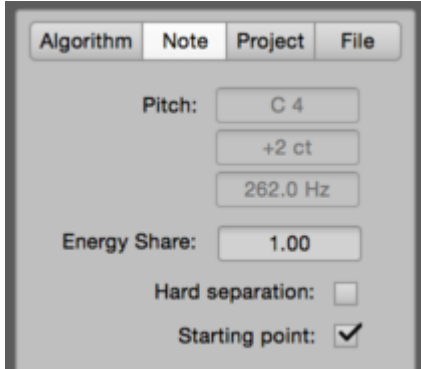 Algorithm Note Project File
Pitch: C 4
+2 ct
262.0 Hz
Energy Share: 1.00
Hard separation:
Starting point: